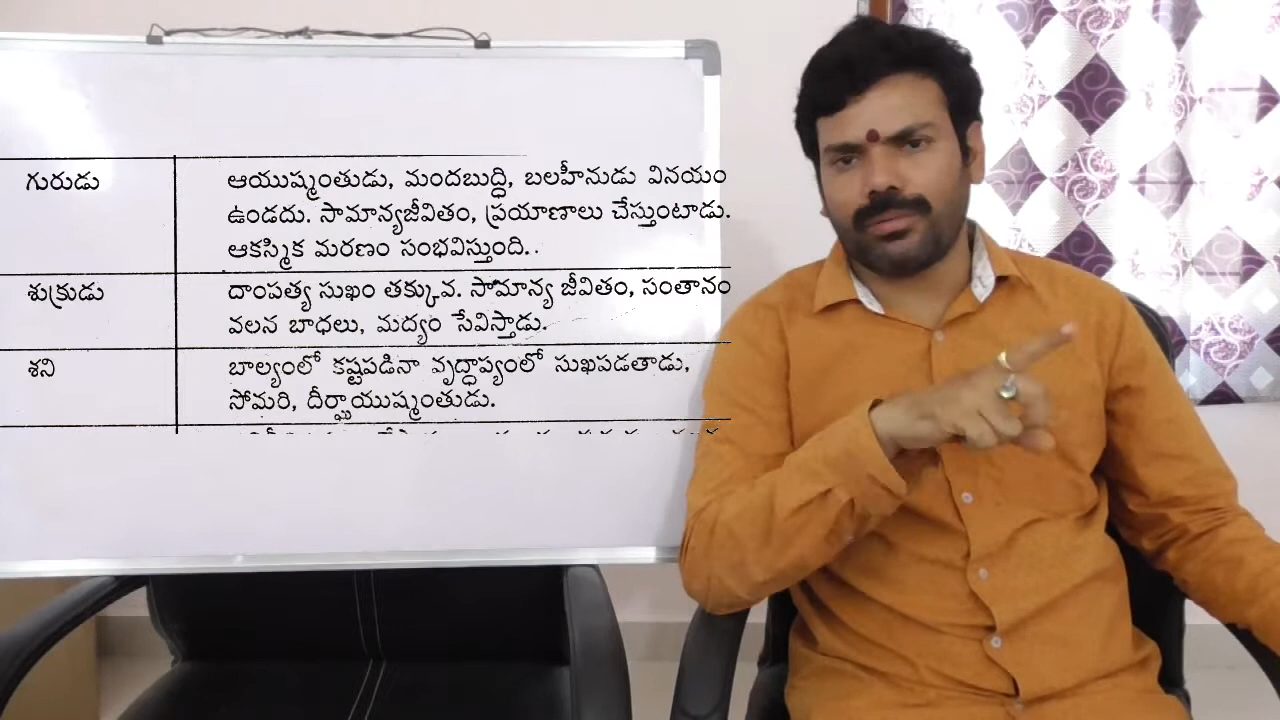 గురుడు ఆయుష్మంతుడు, మందబుద్ధి, బలహీనుడు వినయం
ఉండదు. సామాన్యజీవితం, ప్రయాణాలు చేస్తుంటాడు.
ఆకస్మిక మరణం సంభవిస్తుంది.
శుక్రుడు దాంపత్య సుఖం తక్కువ. సామాన్య జీవితం, సంతానం
వలన బాధలు, మద్యం సేవిస్తాడు.
శని బాల్యంలో కష్టపడినా వృద్ధాప్యంలో సుఖపడతాడు,
సోమరి, దీర్ఘాయుష్మంతుడు.